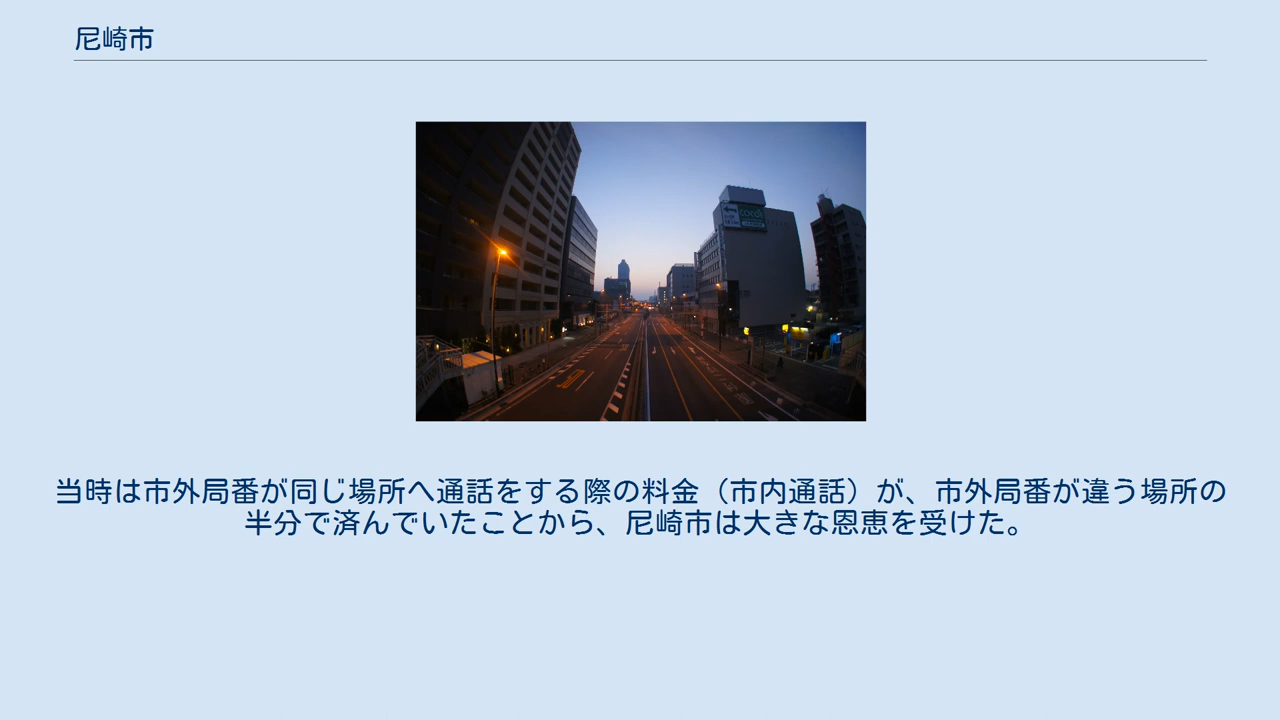 尼崎市
当時は市外局番が同じ場所へ通話をする際の料金（市内通話）が、市外局番が違う場所の
半分で済んでいたことから、尼崎市は大きな恩恵を受けた。